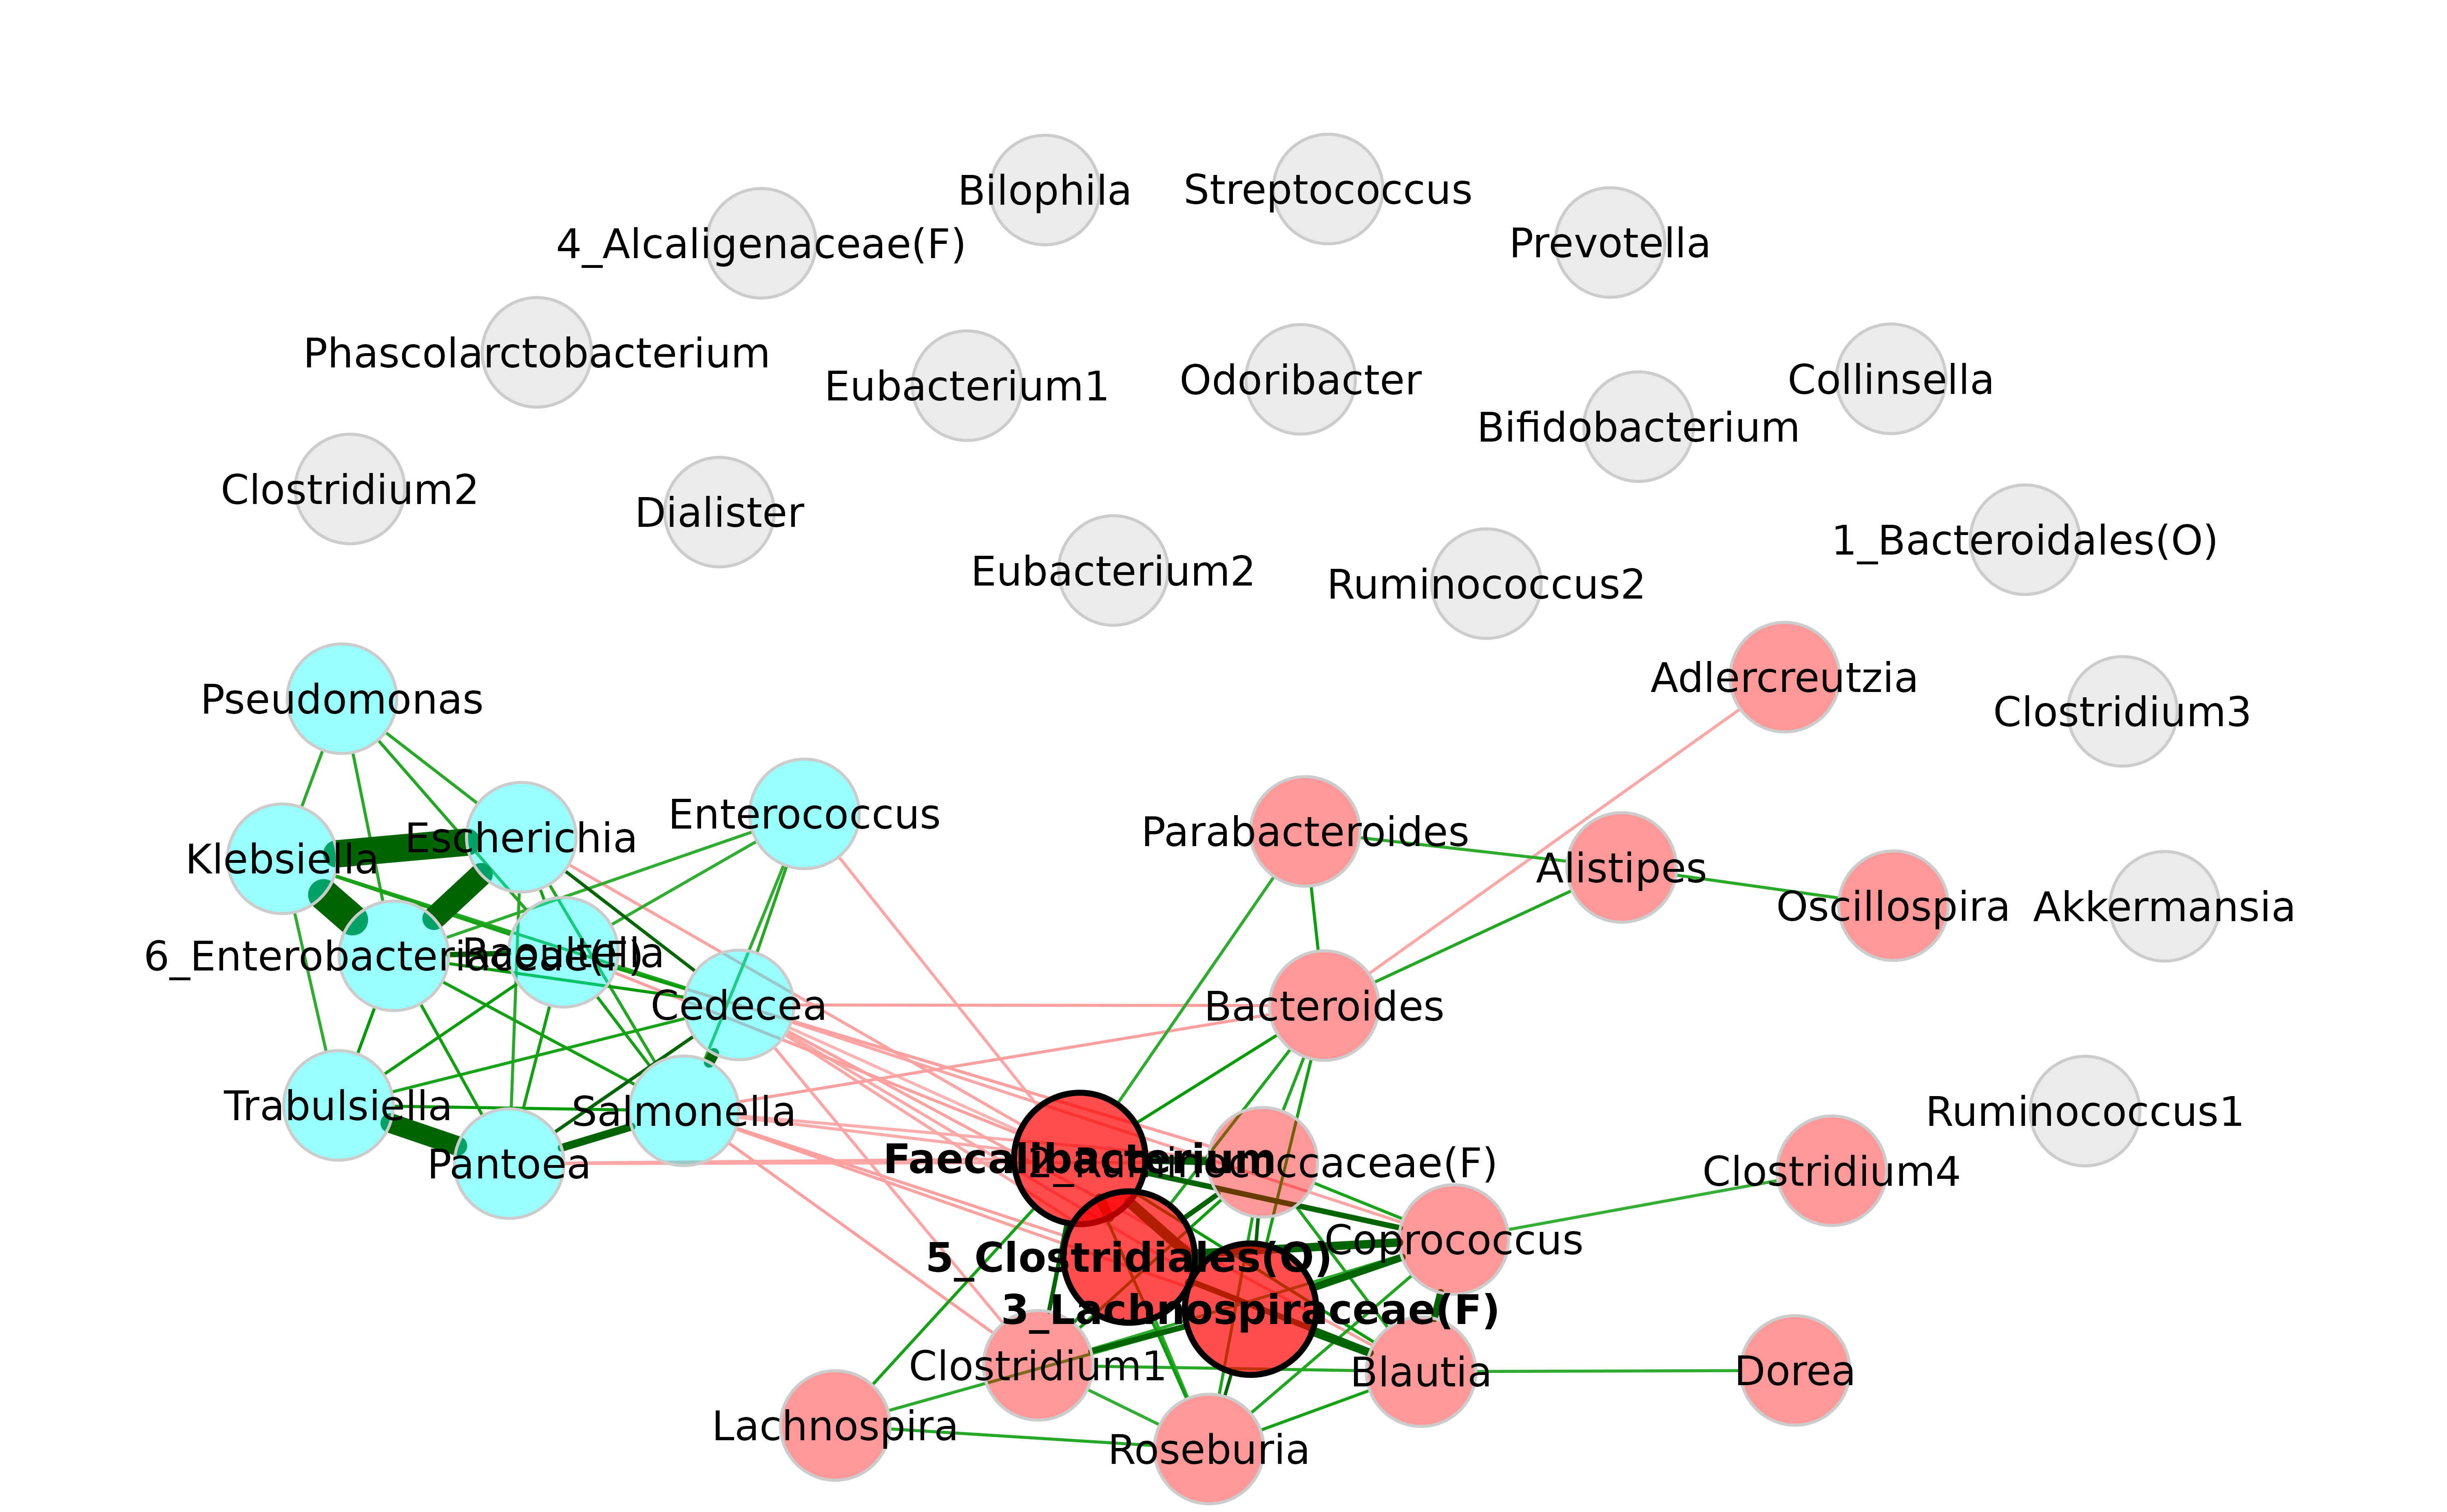 Bilophila
Streptococcus
4_Alcaligenaceae(F)
Prevotella
Phascolarctobacterium
Eubacterium1
Odoribacter
Collinsella
Bifidobacterium
Clostridium2
Dialister
1_Bacteroidales(O)
Eubacterium2
Ruminococcus2
Adlercreutzia
Pseudomonas
Clostridium3
Enterococcus
Parabacteroides
Escherichia
Klebsiella
Alistipes
Oscillospira
Akkermansia
6_Enterobacteriaceae(F)
Raoultella
Cedecea
Bacteroides
Trabulsiella
Salmonella
Ruminococcus1
Pantoea
Faecalibacterium
2_Ruminococcaceae(F)
Clostridium4
Coprococcus
5_Clostridiales(O)
3_Lachnospiraceae(F)
Clostridium1
Blautia
Dorea
Lachnospira
Roseburia